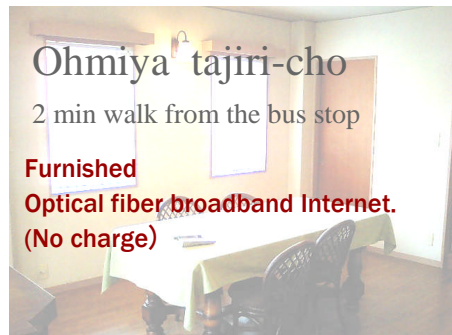 Ohmiya tajiri-cho
2 min walk from the bus stop
Furnished
Optical fiber broadband Internet.
(No charge)